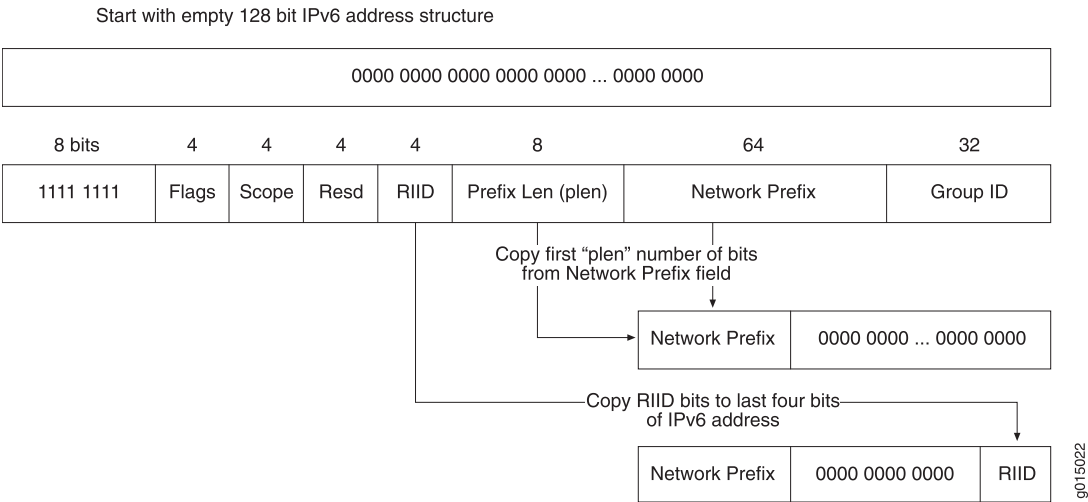 Start with empty 128 bit IPv6 address structure
0000 0000 0000 0000 0000 ... 0000 0000
8 bits 4 4 4 4 8 64 32
1111 1111 Flags Scope Resd RIID Prefix Len (plen) Network Prefix Group ID
Copy first “plen” number of bits
from Network Prefix field
Network Prefix 0000 0000 ... 0000 0000
Copy RIID bits to last four bits
of IPv6 address
Network Prefix 0000 0000 0000 RIID
g015022